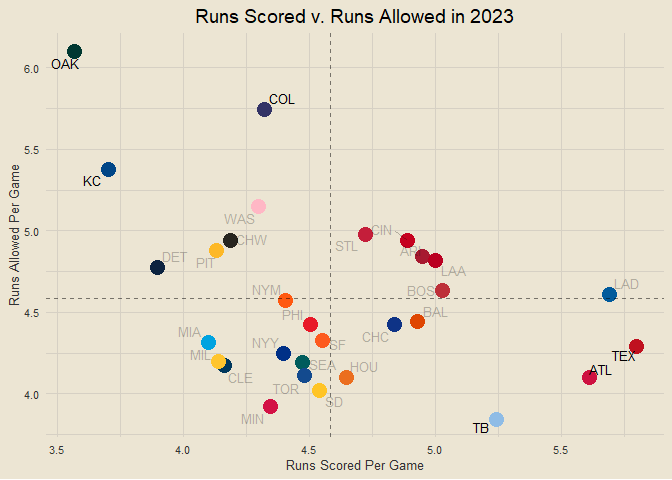 Runs Scored v. Runs Allowed in 2023
OAK
6.0
COL
5.5
KC
Runs Allowed Per Game
WAS
5.0
CIN
STL
CHW
ARI
DET
PIT
LAA
LAD
BOS
NYM
4.5
BAL
PHI
MIA
CHC
NYY
SF
MIL
TEX
SEA
HOU
ATL
CLE
TOR
4.0
SD
MIN
TB
3.5
4.0
4.5
5.0
5.5
Runs Scored Per Game